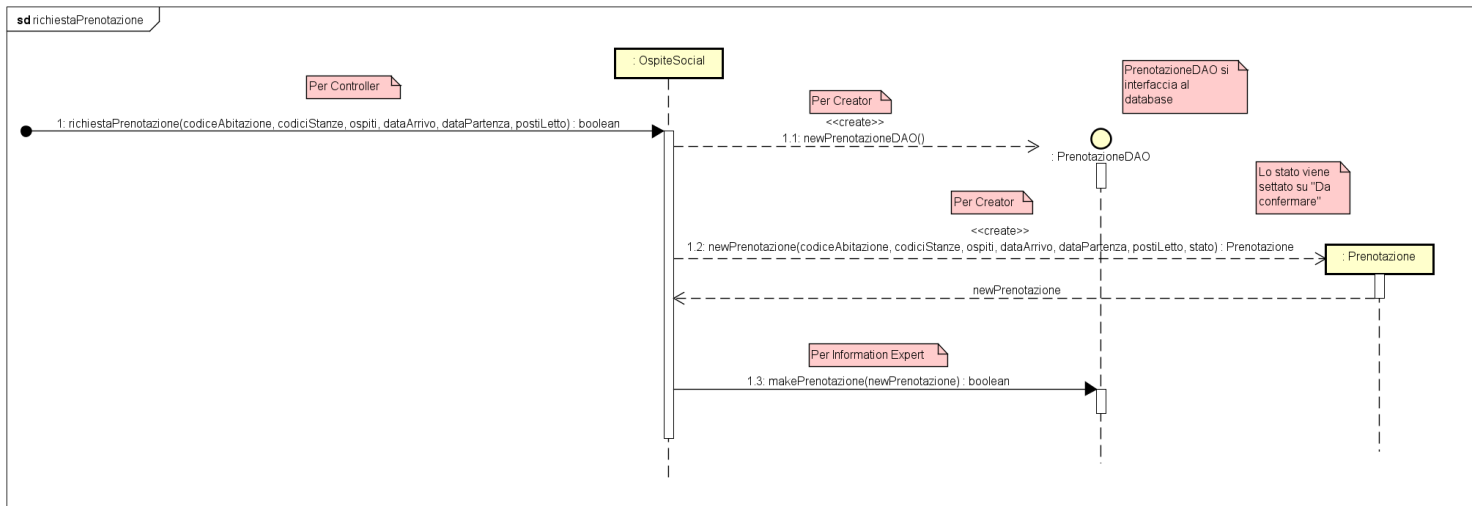 sd richiestaPrenotazione
: OspiteSocial
Per Controller
PrenotazioneDAO si
interfaccia al
database
Per Creator
<<create>>
1: richiestaPrenotazione(codiceAbitazione, codiciStanze, ospiti, dataArrivo, dataPartenza, postiLetto) : boolean
1.1: newPrenotazioneDAO()
: PrenotazioneDAO
Lo stato viene
settato su "Da
confermare"
Per Creator
<<create>>
1.2: newPrenotazione(codiceAbitazione, codiciStanze, ospiti, dataArrivo, dataPartenza, postiLetto, stato) : Prenotazione
: Prenotazione
newPrenotazione
Per Information Expert
1.3: makePrenotazione(newPrenotazione) : boolean